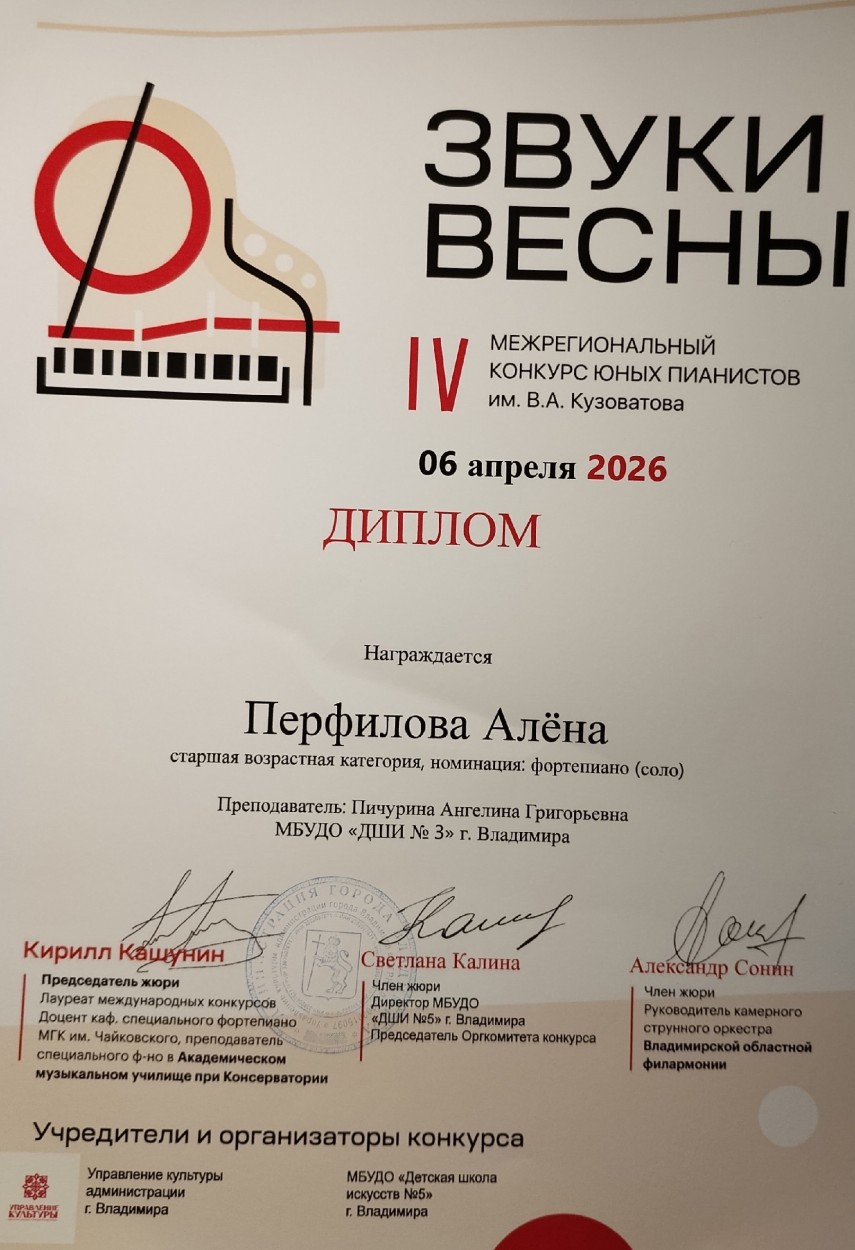 ЗВУКИ
ВЕСНЫ
IV
МЕЖРЕГИОНАЛЬНЫЙ
КОНКУРС ЮНЫХ ПИАНИСТОВ
им. В.А. Кузоватова
06 апреля 2026
ДИПЛОМ
Награждается
Перфилова Алёна
старшая возрастная категория, номинация: фортепиано (соло)
Преподаватель: Пичурина Ангелина Григорьевна
МБУДО «ДШИ № 3» г. Владимира
Кирилл Кашунин
Председатель жюри
Лауреат международных конкурсов
Доцент каф. специального фортепиано
МГК им. Чайковского, преподаватель
специального ф-но в Академическом
музыкальном училище при Консерватории
Светлана Калина
Член жюри
Директор МБУДО
«ДШИ №5» г. Владимира
Председатель Оргкомитета конкурса
Александр Сонин
Член жюри
Руководитель камерного
струнного оркестра
Владимирской областной
филармонии
Учредители и организаторы конкурса
УПРАВЛЕНИЕ
КУЛЬТУРЫ
Управление культуры
администрации
г. Владимира
МБУДО «Детская школа
искусств №5»
г. Владимира